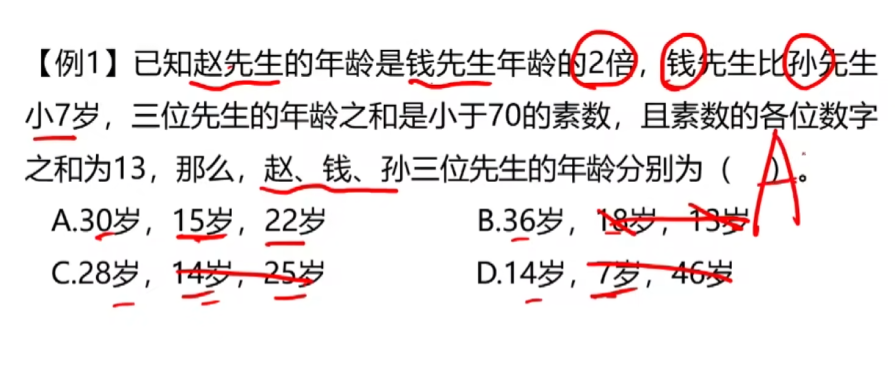 【例1】已知赵先生的年龄是钱先生年龄的2倍，钱先生比孙先生
小7岁，三位先生的年龄之和是小于70的素数，且素数的各位数字
之和为13，那么，赵、钱、孙三位先生的年龄分别为（ ）。
A
A.30岁，15岁，22岁 B.36岁，18岁，13岁
C.28岁，14岁，25岁 D.14岁，7岁，46岁